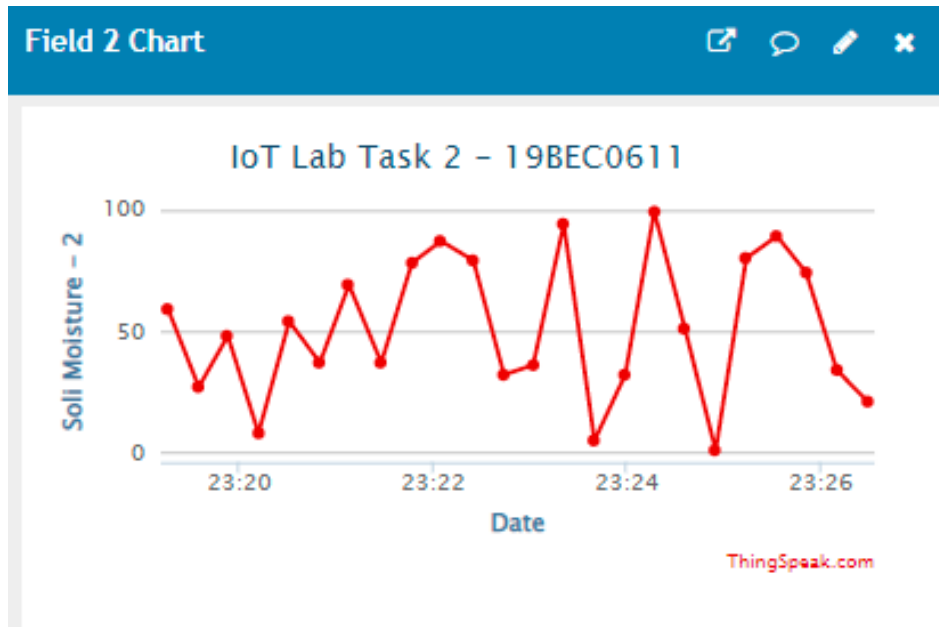 Field 2 Chart
IoT Lab Task 2 - 19BEC0611
100
50
0
Soli Moisture - 2
23:20 23:22 23:24 23:26
Date
ThingSpeak.com